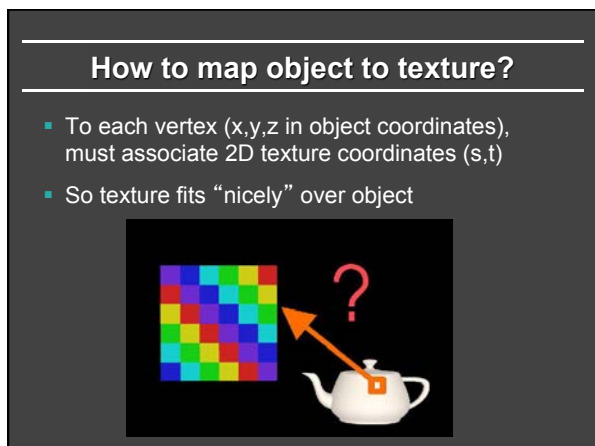 How to map object to texture?
▪ To each vertex (x,y,z in object coordinates),
must associate 2D texture coordinates (s,t)
▪ So texture fits “nicely” over object
?